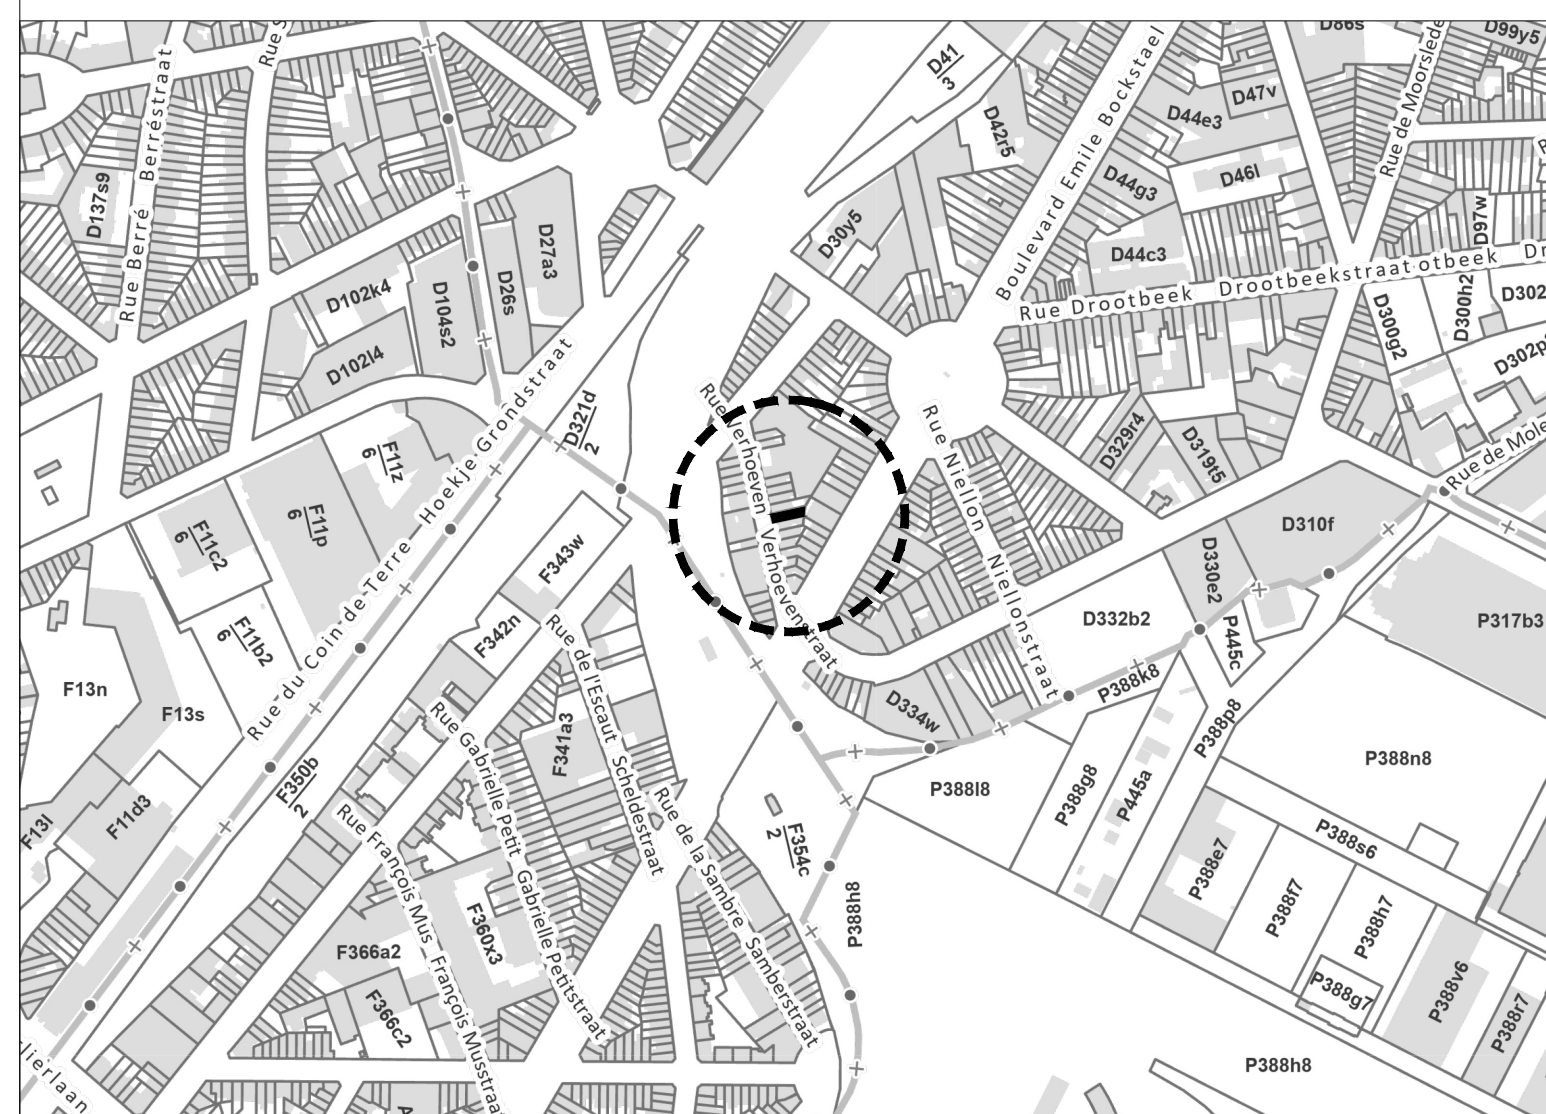 D86s
D99y5
Rue S
D41
3
D47v
D44e3
D42r5
D46l
D44g3
Rue de Moorslede
D97w
Berréstraat
Rue Berré
D137s9
Boulevard Emile Bockstael
D30y5
D27a3
D26s
D44c3
D102k4
D104s2
D102l4
Rue Drootbeek
Drootbeekstraat
otbeek
Dr
D300h2
D302
D300g2
D302p
D321d
2
Hoekje Grondstraat
Rue du Coin-de-Terre
Rue Verhoeven
Verhoevenstraat
Rue Niellon
Niellonstraat
D329r4
D319t5
Rue de Mole
F11z
6
F11p
6
F11c2
6
F11b2
6
F343w
F342n
D310f
D330e2
D332b2
P445c
P317b3
F13n
F13s
Rue de l'Escaut
Scheldestraat
Rue Gabrielle Petit
Gabrielle Petitstraat
F341a3
D334w
P388k8
P388p8
P388n8
P388l8
P388g8
P445a
F350b
2
F13l
F11d3
Rue François Mus
François Musstraat
Rue de la Sambre
Samberstraat
F354c
2
P388h8
P388s6
P388e7
P388f7
P388h7
P388g7
P388v6
P388r7
F360x3
F366a2
F366c2
P388h8
lierlaan